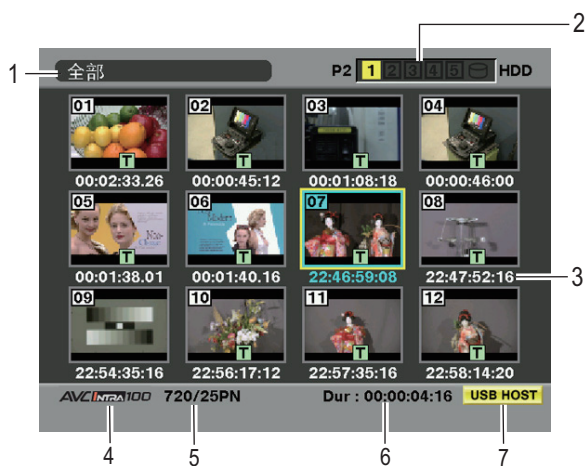 2
1
全部
P2 1 2 3 4 5 HDD
01 02 03 04
T T T T
00:02:33.26 00:00:45:12 00:01:08:18 00:00:46:00
05 06 07 08
T T T T
00:01:38.01 00:01:40.16 22:46:59:08 22:47:52:16
3
09 10 11 12
T T T
22:54:35:16 22:56:17:12 22:57:35:16 22:58:14:20
AVC INTRA 100 720/25PN Dur : 00:00:04:16 USB HOST
4 5 6 7